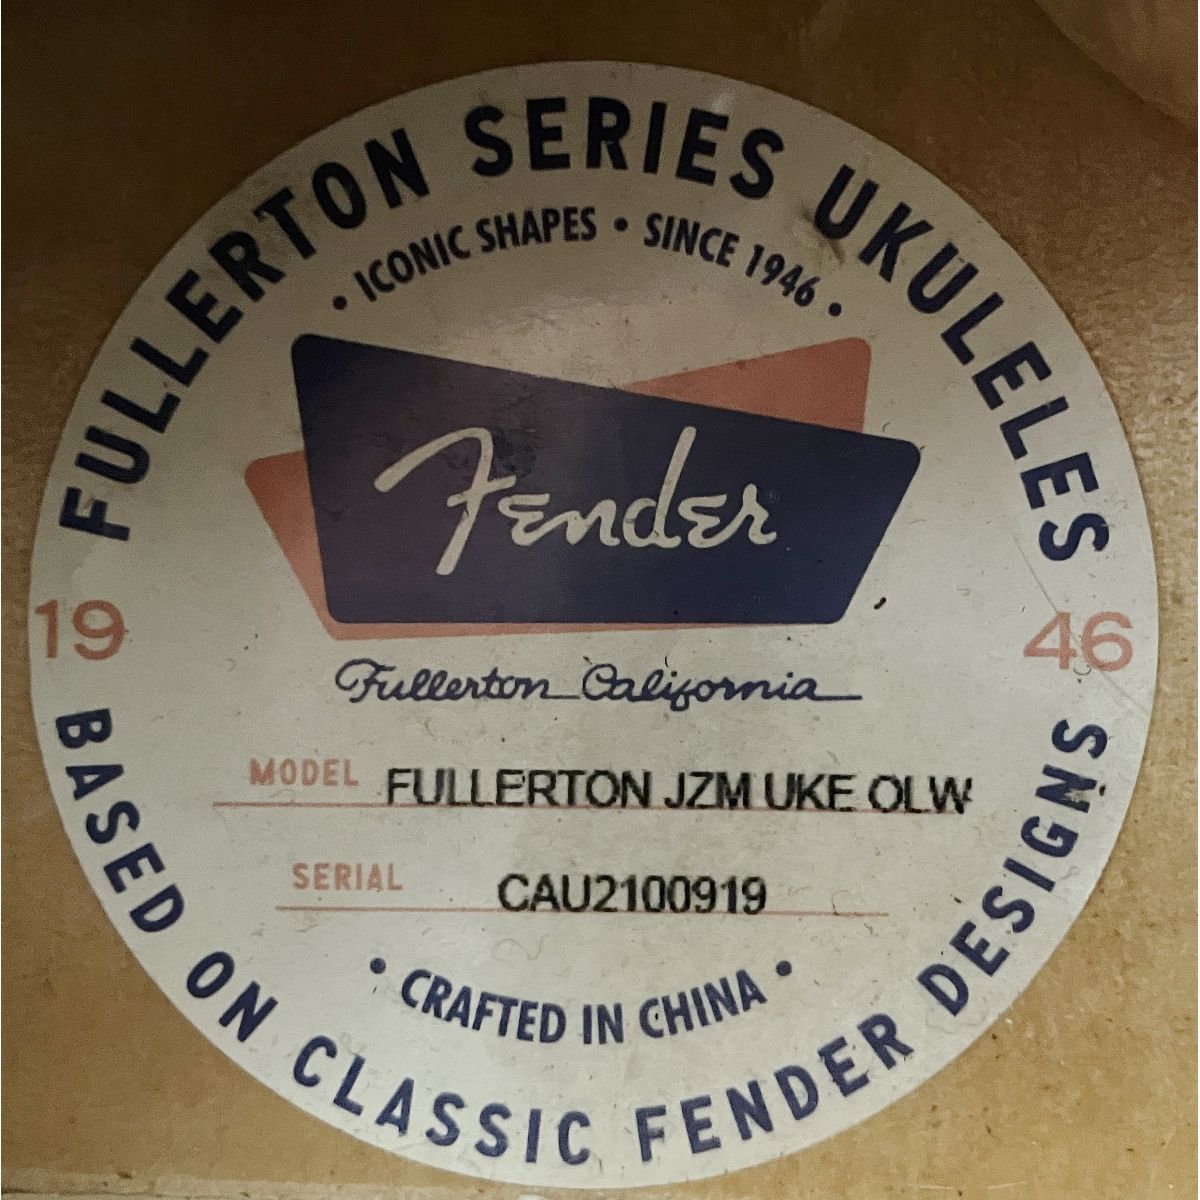 FULLERTON SERIES UKULELES
• ICONIC SHAPES • SINCE 1946 •
Fender
19 46
Fullerton California
MODEL FULLERTON JZM UKE OLW
SERIAL CAU2100919
• CRAFTED IN CHINA •
BASED ON CLASSIC FENDER DESIGNS